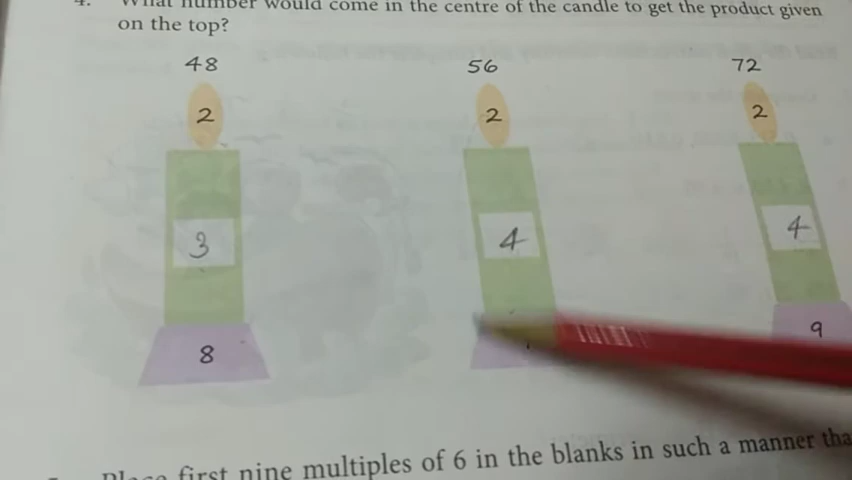 4. What number would come in the centre of the candle to get the product given
on the top?
48 56 72
2 2 2
3 4 4
8 9
Place first nine multiples of 6 in the blanks in such a manner tha